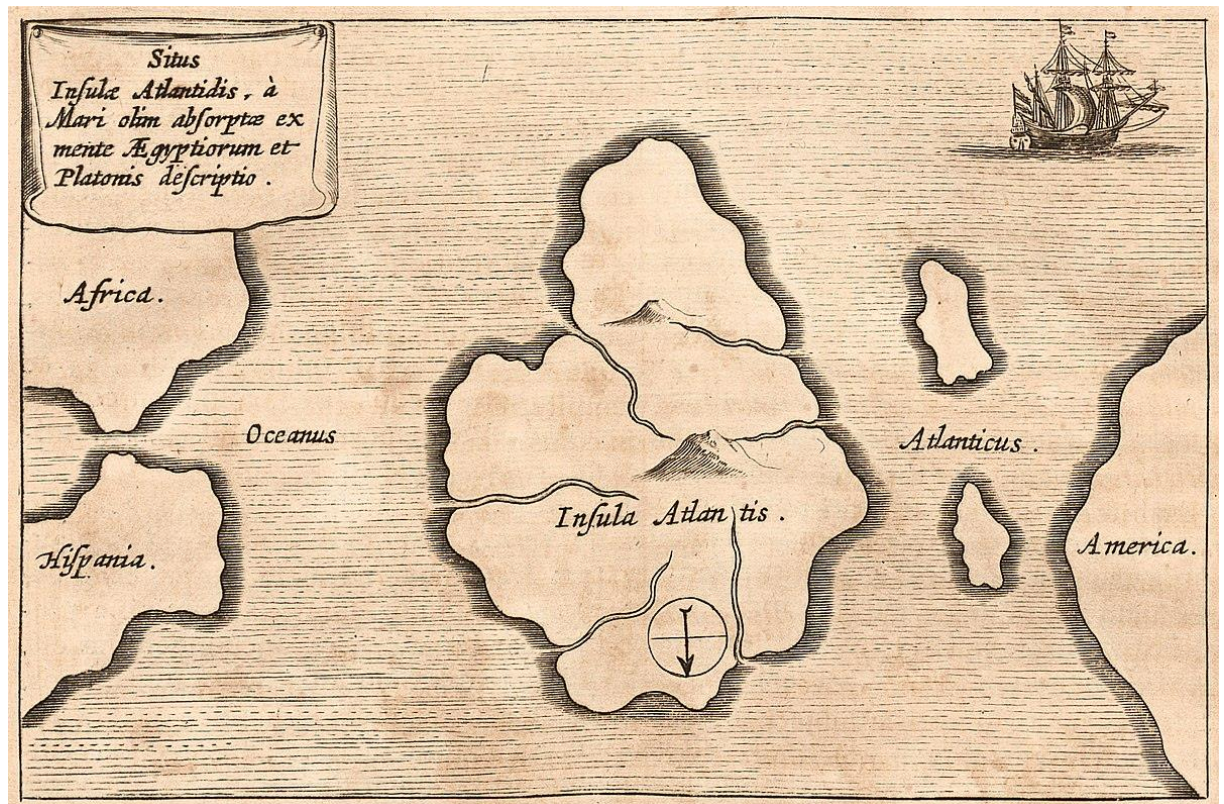 Situs
Inſulæ Atlantidis, à
Mari olim abſorptæ ex
mente Ægyptiorum et
Platonis deſcriptio.
Africa.
Oceanus
Atlanticus.
Inſula Atlantis.
Hiſpania.
America.